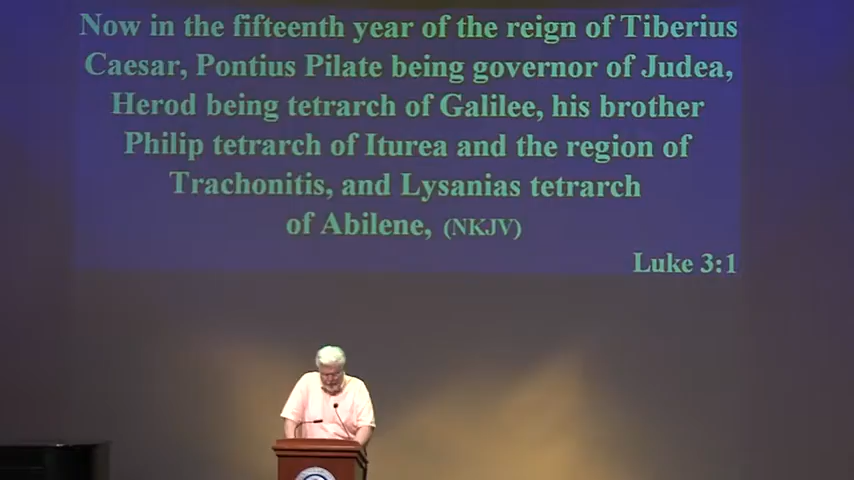 Now in the fifteenth year of the reign of Tiberius
Caesar, Pontius Pilate being governor of Judea,
Herod being tetrarch of Galilee, his brother
Philip tetrarch of Iturea and the region of
Trachonitis, and Lysanias tetrarch
of Abilene, (NKJV)
Luke 3:1